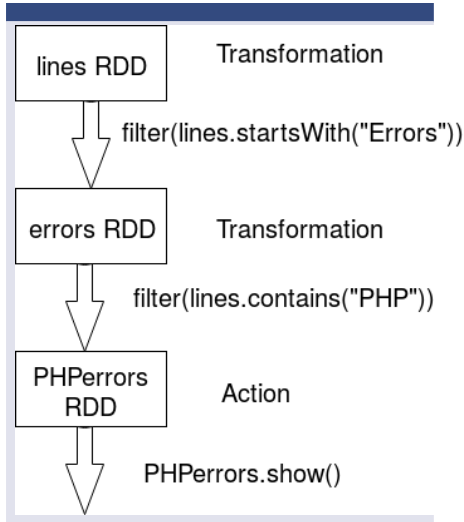 lines RDD
Transformation
filter(lines.startsWith("Errors"))
errors RDD
Transformation
filter(lines.contains("PHP"))
PHPerrors
RDD
Action
PHPerrors.show()